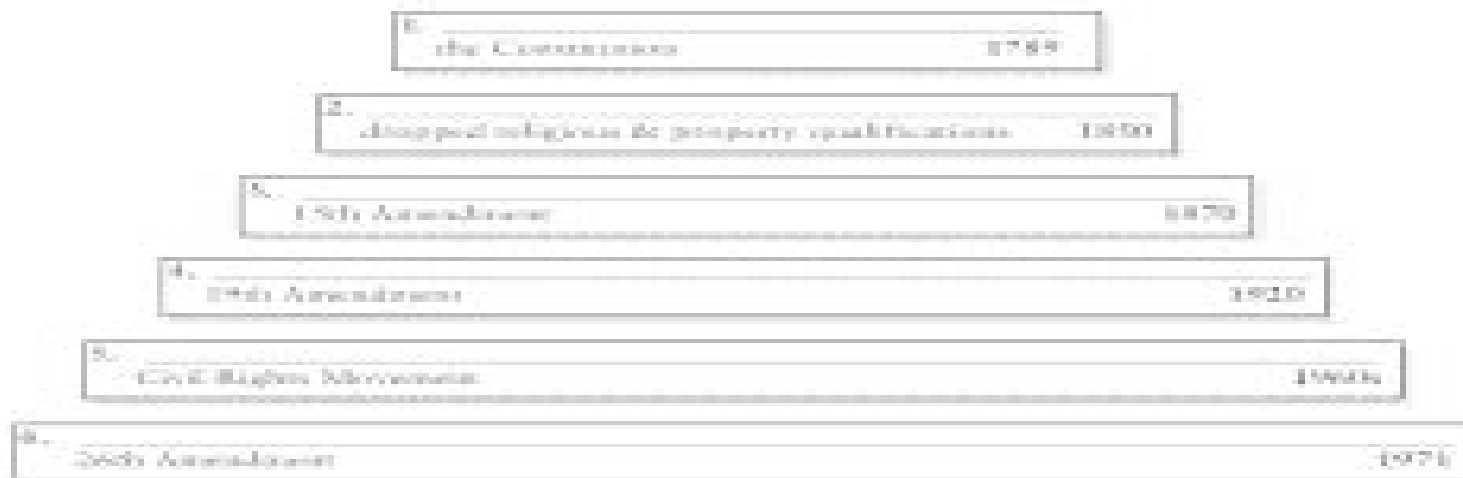 1.
the Constitution 1789
2.
dropped religious & property qualifications 1850
3.
15th Amendment 1870
4.
19th Amendment 1920
5.
Civil Rights Movement 1960s
6.
26th Amendment 1971